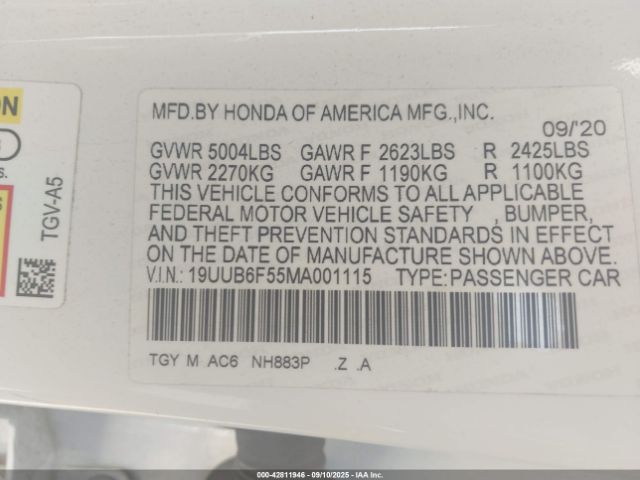 MFD.BY HONDA OF AMERICA MFG.,INC.
09/'20
GVWR 5004LBS GAWR F 2623LBS R 2425LBS
GVWR 2270KG GAWR F 1190KG R 1100KG
THIS VEHICLE CONFORMS TO ALL APPLICABLE
FEDERAL MOTOR VEHICLE SAFETY , BUMPER,
AND THEFT PREVENTION STANDARDS IN EFFECT
ON THE DATE OF MANUFACTURE SHOWN ABOVE.
V.I.N.: 19UUB6F55MA001115 TYPE:PASSENGER CAR
TGY M AC6 NH883P .Z .A
TGV-A5
000-42811946 - 09/10/2025 - IAA Inc.